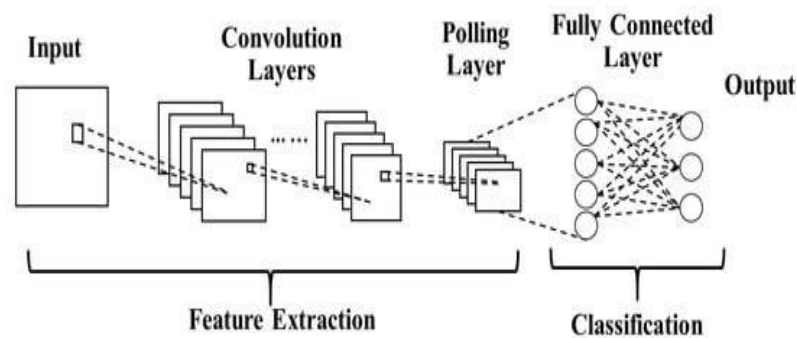 Input
Convolution
Layers
Polling
Layer
Fully Connected
Layer
Output
... ...
Feature Extraction
Classification